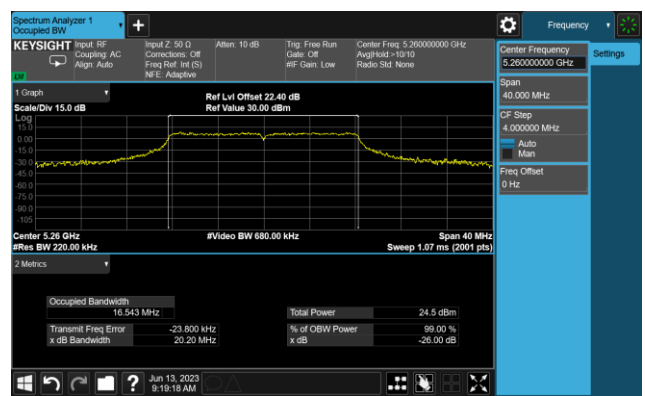 Spectrum Analyzer 1
Occupied BW
Frequency
KEYSIGHT
Input: RF
Coupling: AC
Align: Auto
Input Z: 50 Ω
Corrections: Off
Freq Ref: Int (S)
NFE: Adaptive
Atten: 10 dB
Trig: Free Run
Gate: Off
#IF Gain: Low
Center Freq: 5.260000000 GHz
Avg|Hold:>10/10
Radio Std: None
LV
Center Frequency
5.260000000 GHz
Settings
Span
40.000 MHz
CF Step
4.000000 MHz
Auto
Man
Freq Offset
0 Hz
1 Graph
Scale/Div 15.0 dB
Ref Lvl Offset 22.40 dB
Ref Value 30.00 dBm
Log
15.0
0.00
-15.0
-30.0
-45.0
-60.0
-75.0
-90.0
-105
Center 5.26 GHz
#Video BW 680.00 kHz
Span 40 MHz
#Res BW 220.00 kHz
Sweep 1.07 ms (2001 pts)
2 Metrics
Occupied Bandwidth
16.543 MHz
Total Power 24.5 dBm
Transmit Freq Error -23.800 kHz
% of OBW Power 99.00 %
x dB Bandwidth 20.20 MHz
x dB -26.00 dB
?
Jun 13, 2023
9:19:18 AM